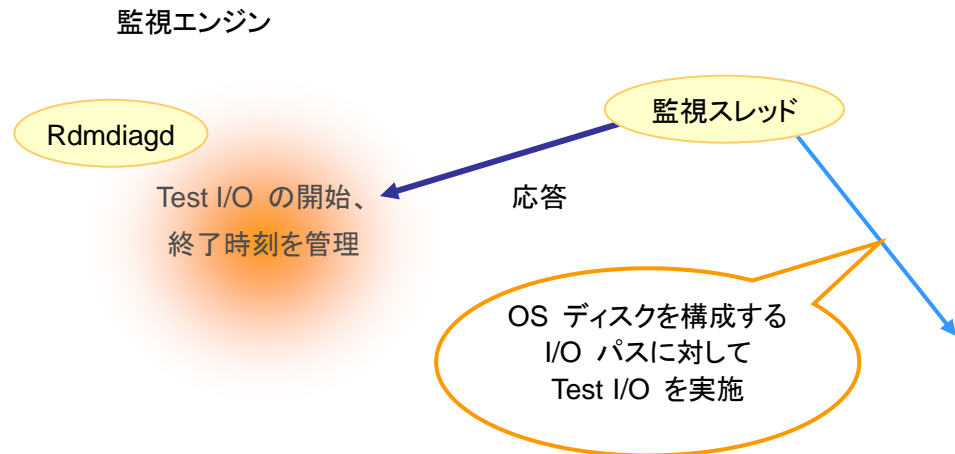 監視エンジン
監視スレッド
Rdmdiagd
Test I/O の開始、
終了時刻を管理
応答
OS ディスクを構成する
I/O パスに対して
Test I/O を実施